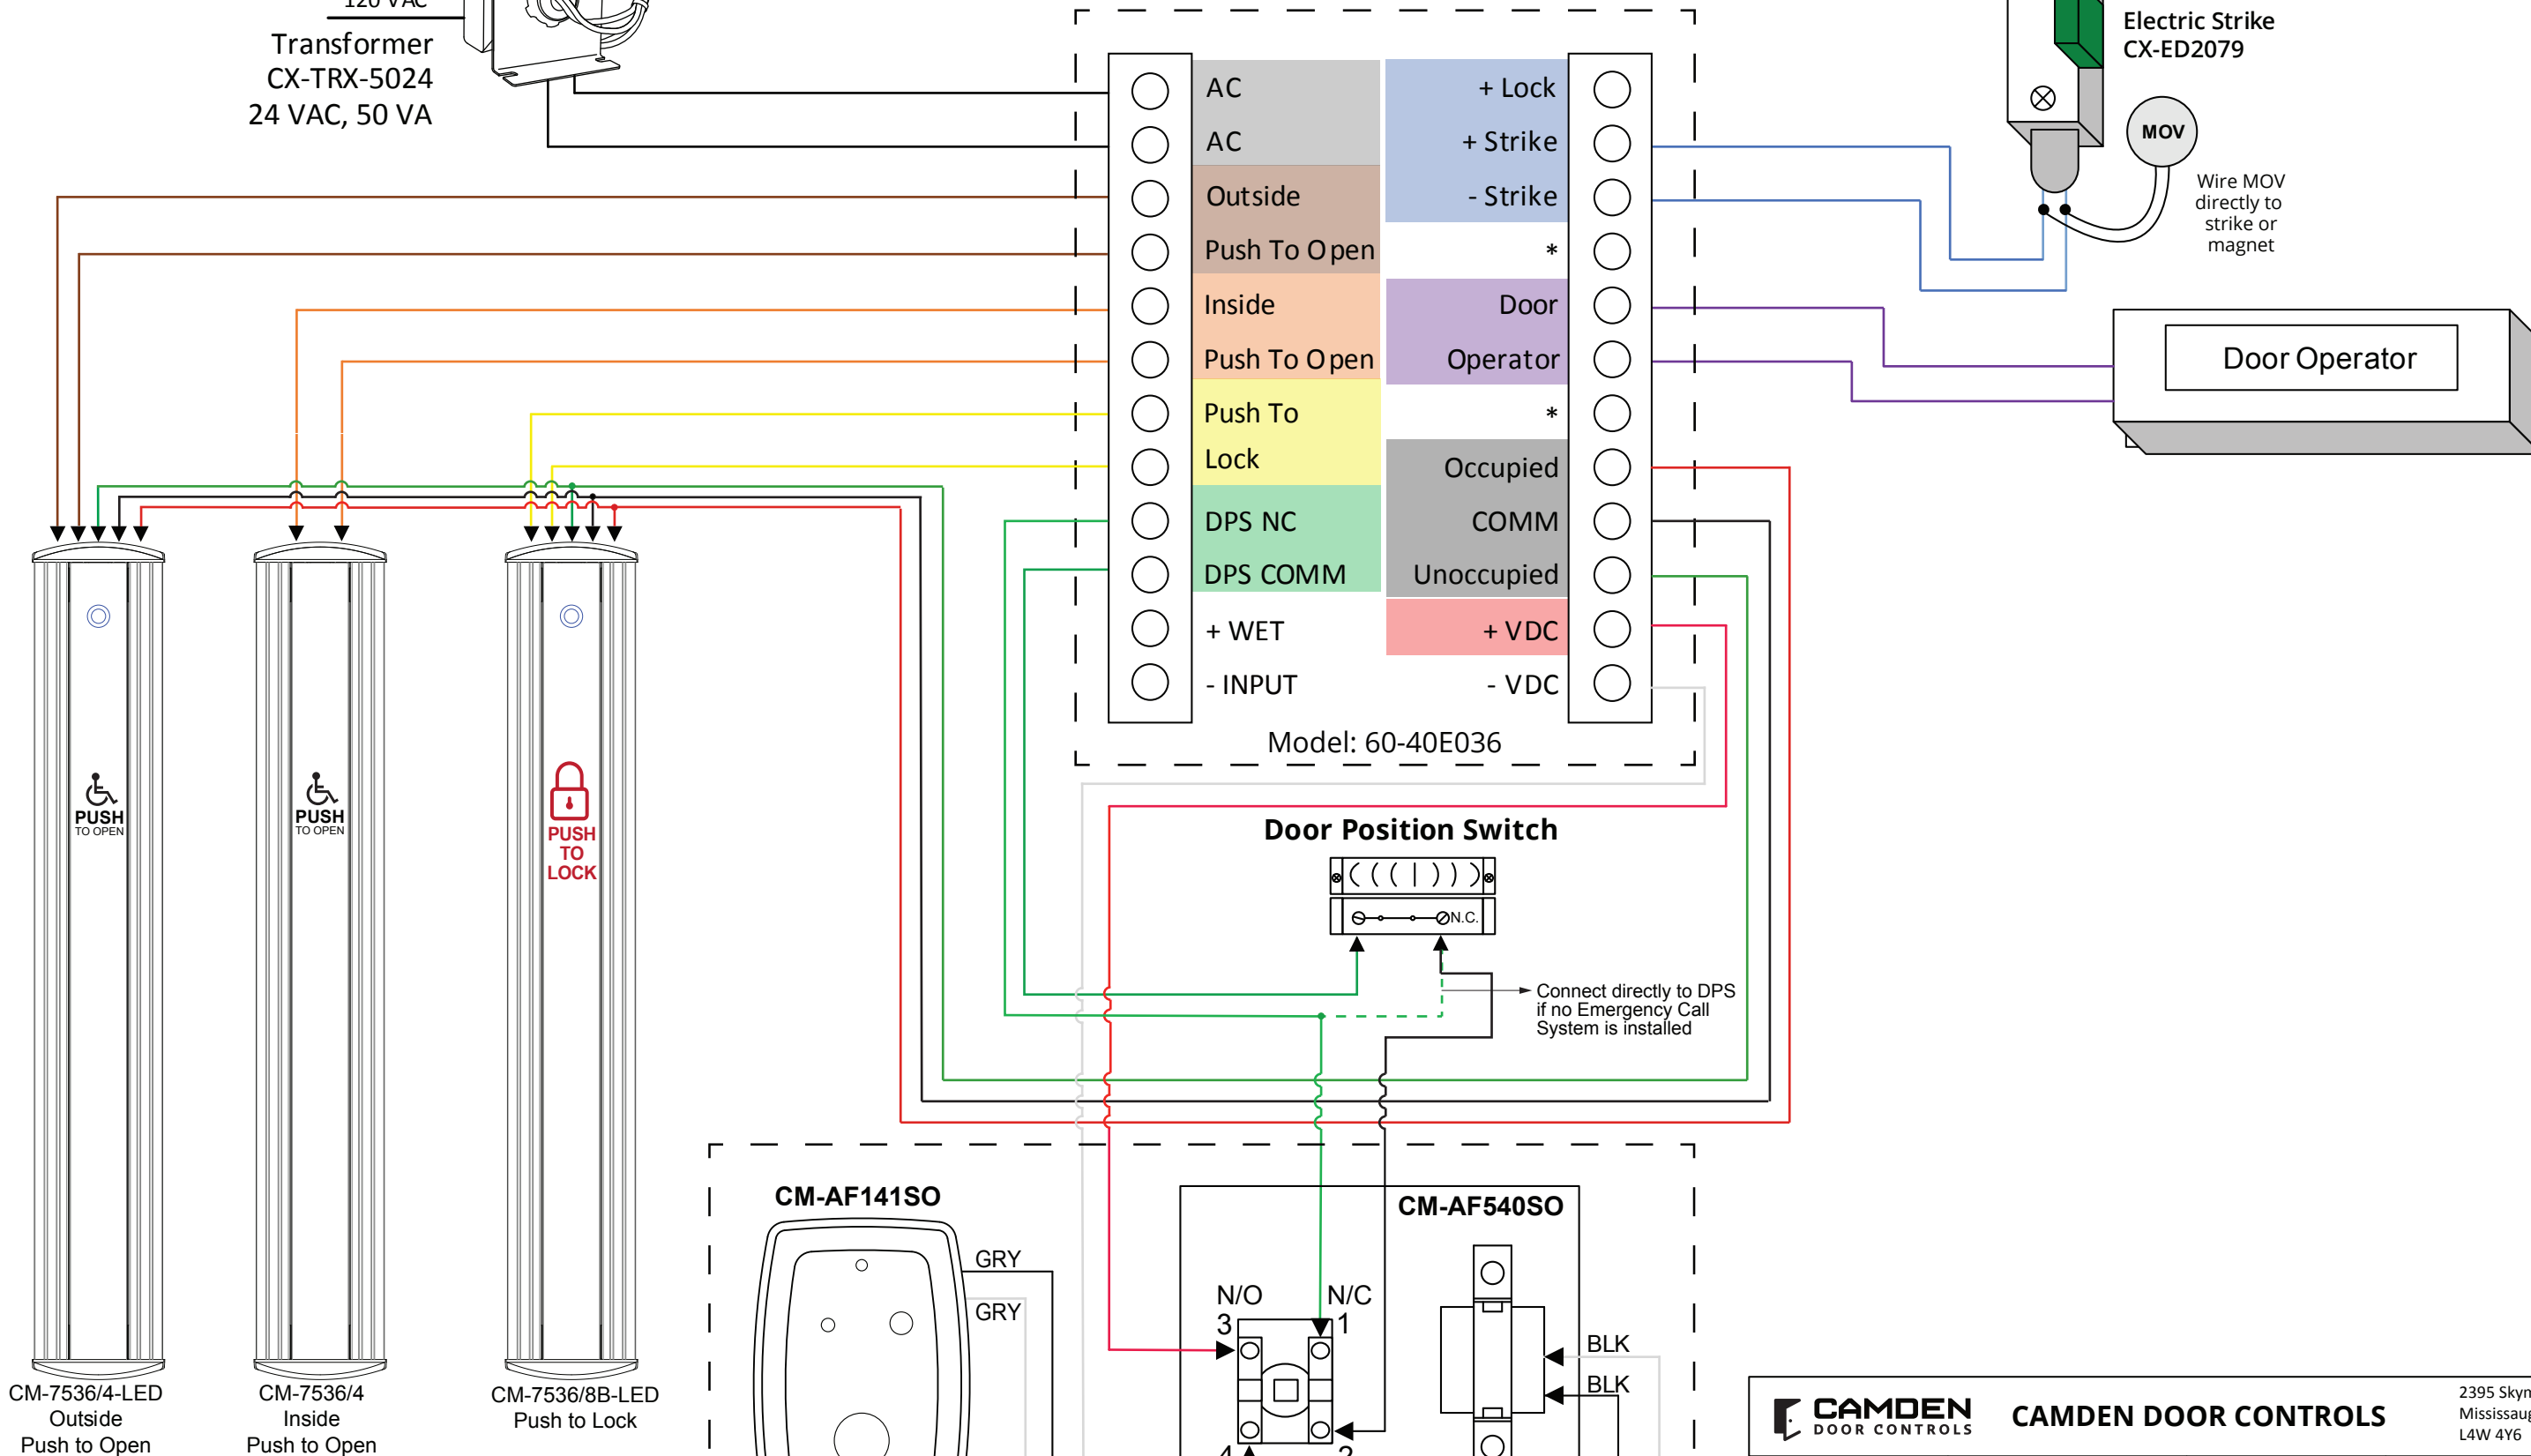 120 VAC
Transformer
CX-TRX-5024
24 VAC, 50 VA
AC
AC
Outside
Push To Open
Inside
Push To Open
Push To
Lock
DPS NC
DPS COMM
+ WET
- INPUT
+ Lock
+ Strike
- Strike
*
Door
Operator
*
Occupied
COMM
Unoccupied
+ VDC
- VDC
Model: 60-40E036
Electric Strike
CX-ED2079
MOV
Wire MOV
directly to
strike or
magnet
Door Operator
PUSH
TO OPEN
PUSH
TO OPEN
PUSH
TO
LOCK
Door Position Switch
N.C.
Connect directly to DPS
if no Emergency Call
System is installed
CM-7536/4-LED
Outside
Push to Open
CM-7536/4
Inside
Push to Open
CM-7536/8B-LED
Push to Lock
CM-AF141SO
GRY
GRY
CM-AF540SO
N/O
N/C
3
1
4
2
BLK
BLK
CAMDEN
DOOR CONTROLS
CAMDEN DOOR CONTROLS
2395
L4W 4Y6